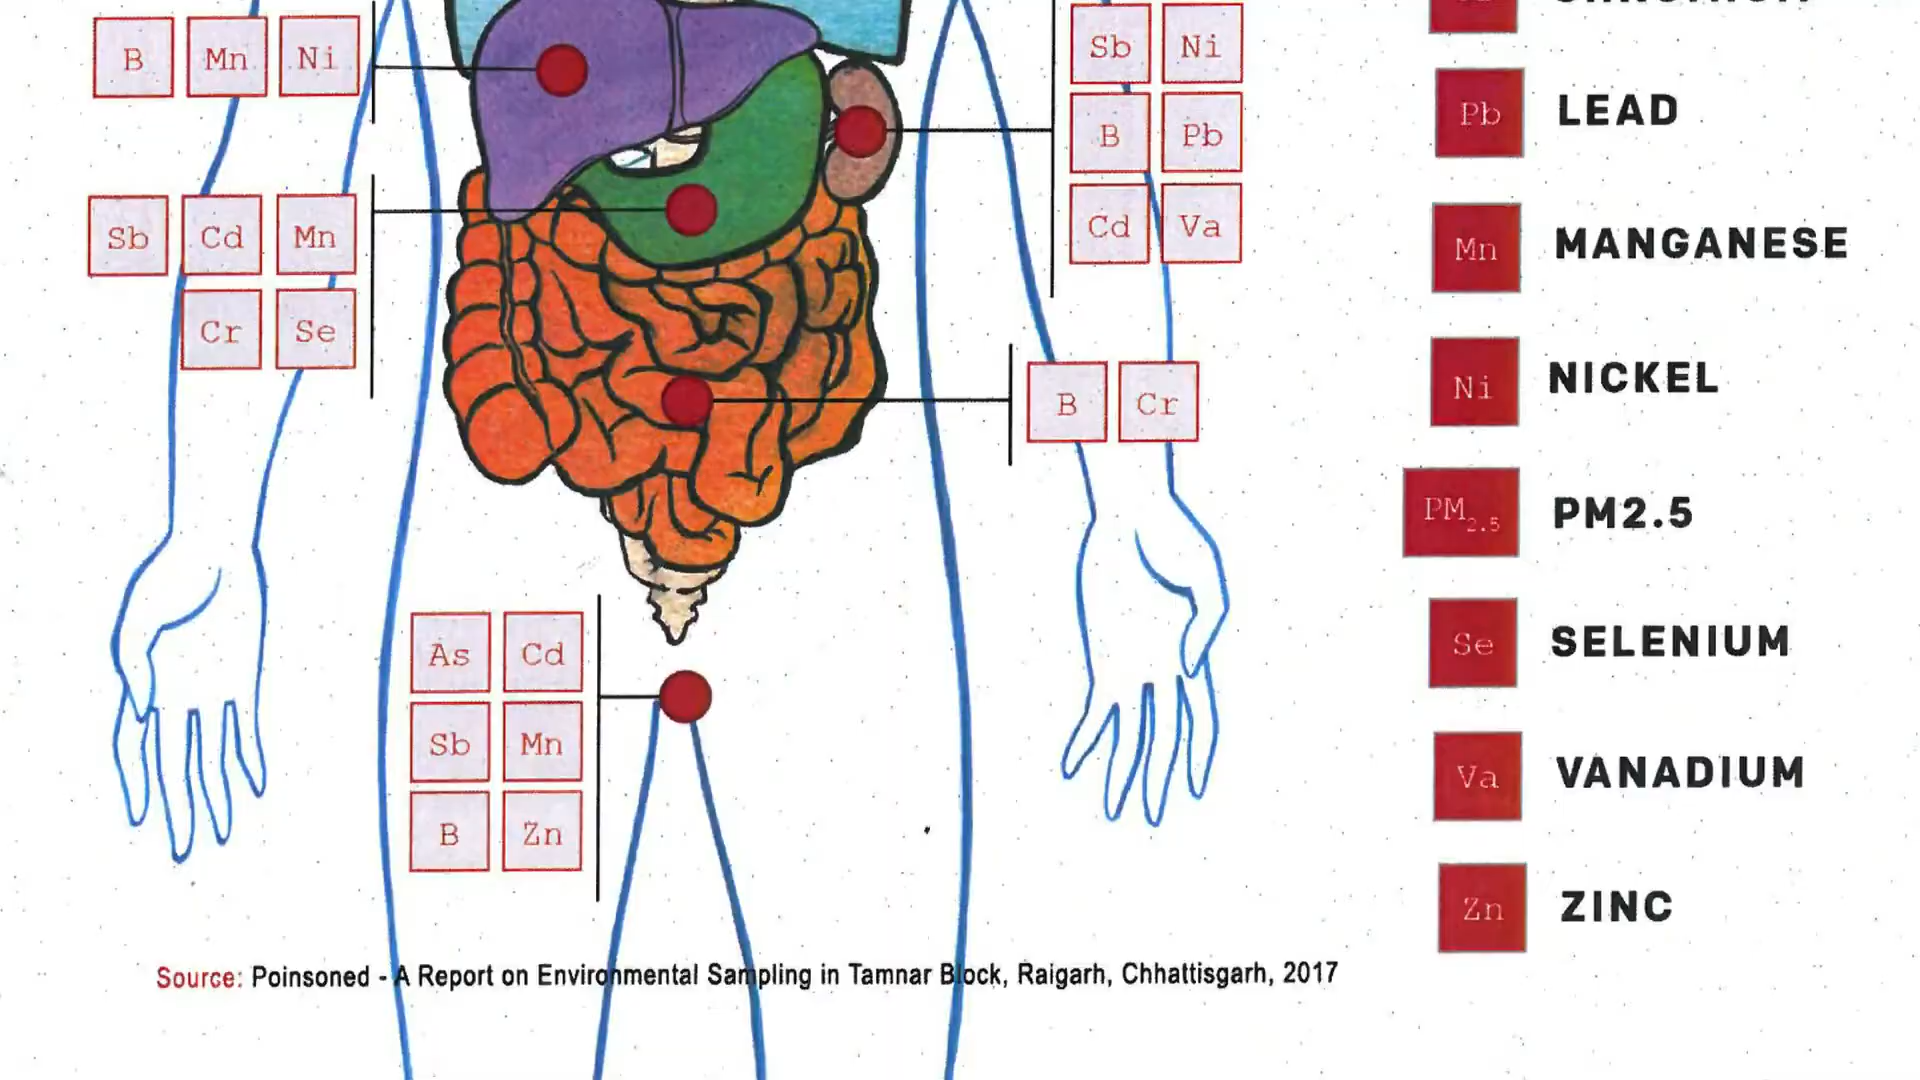 B Mn Ni
Sb Cd Mn
Cr Se
Sb Ni
B Pb
Cd Va
B Cr
As Cd
Sb Mn
B Zn
Pb LEAD
Mn MANGANESE
Ni NICKEL
PM2.5 PM2.5
Se SELENIUM
Va VANADIUM
Zn ZINC
Source: Poinsoned - A Report on Environmental Sampling in Tamnar Block, Raigarh, Chhattisgarh, 2017